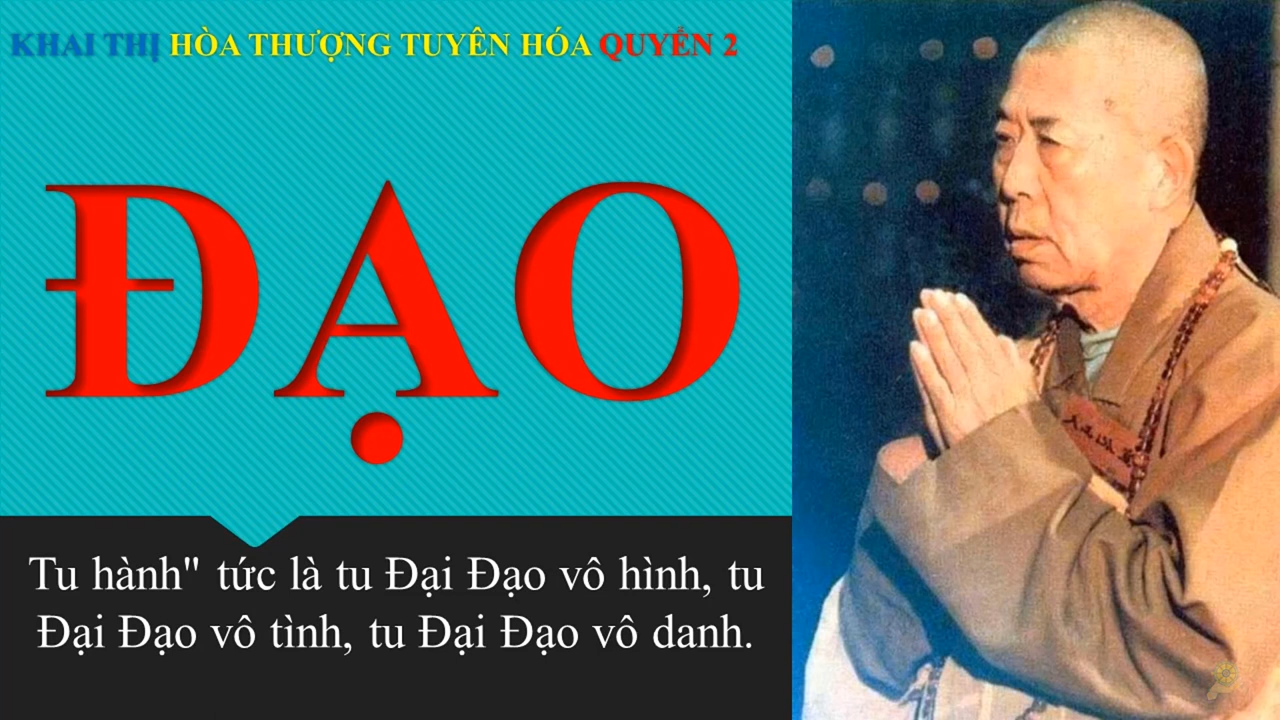 KHAI THỊ HÒA THƯỢNG TUYÊN HÓA QUYỂN 2
ĐẠO
Tu hành" tức là tu Đại Đạo vô hình, tu
Đại Đạo vô tình, tu Đại Đạo vô danh.